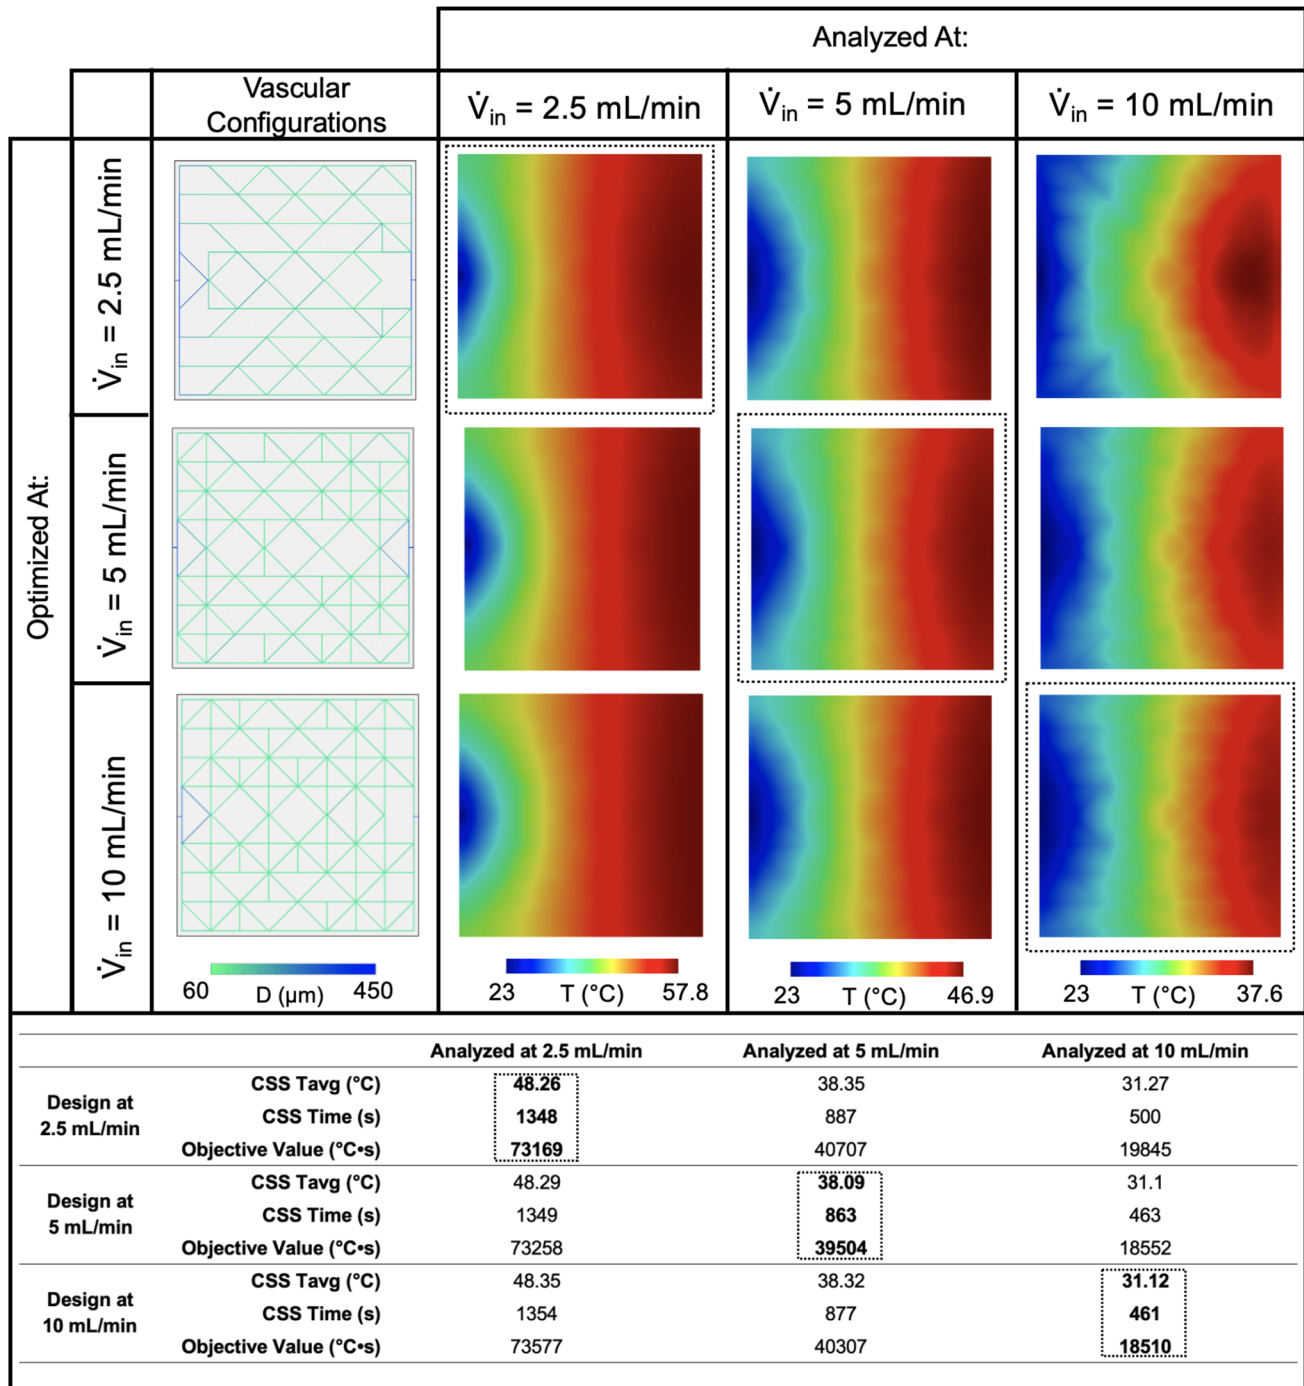 Analyzed At:
Vascular
Configurations
V̇in = 2.5 mL/min
V̇in = 5 mL/min
V̇in = 10 mL/min
Optimized At:
V̇in = 2.5 mL/min
V̇in = 5 mL/min
V̇in = 10 mL/min
60 D (μm) 450
23 T (°C) 57.8
23 T (°C) 46.9
23 T (°C) 37.6
Analyzed at 2.5 mL/min Analyzed at 5 mL/min Analyzed at 10 mL/min
Design at
2.5 mL/min
CSS Tavg (°C) 48.26 38.35 31.27
CSS Time (s) 1348 887 500
Objective Value (°C•s) 73169 40707 19845
Design at
5 mL/min
CSS Tavg (°C) 48.29 38.09 31.1
CSS Time (s) 1349 863 463
Objective Value (°C•s) 73258 39504 18552
Design at
10 mL/min
CSS Tavg (°C) 48.35 38.32 31.12
CSS Time (s) 1354 877 461
Objective Value (°C•s) 73577 40307 18510